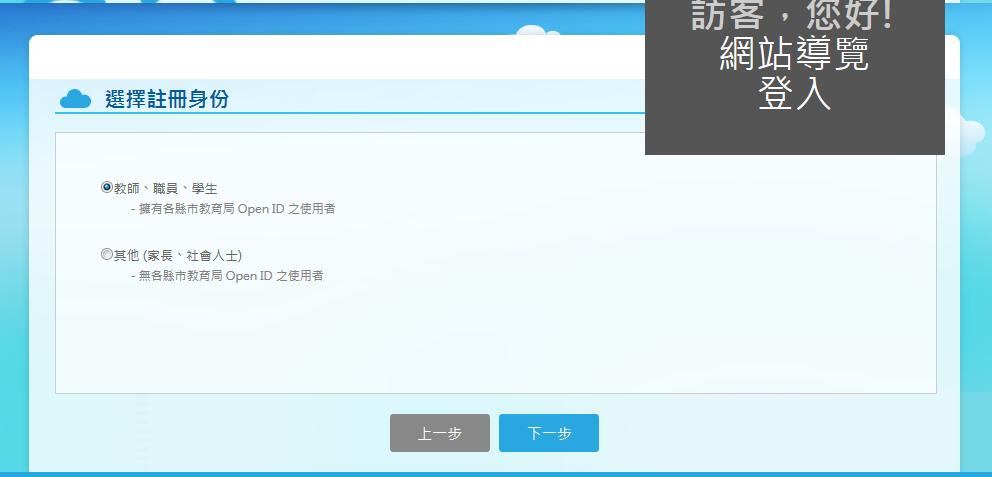 訪客，您好!
網站導覽
登入
選擇註冊身份
教師、職員、學生
- 擁有各縣市教育局 Open ID 之使用者
其他 (家長、社會人士)
- 無各縣市教育局 Open ID 之使用者
上一步 下一步